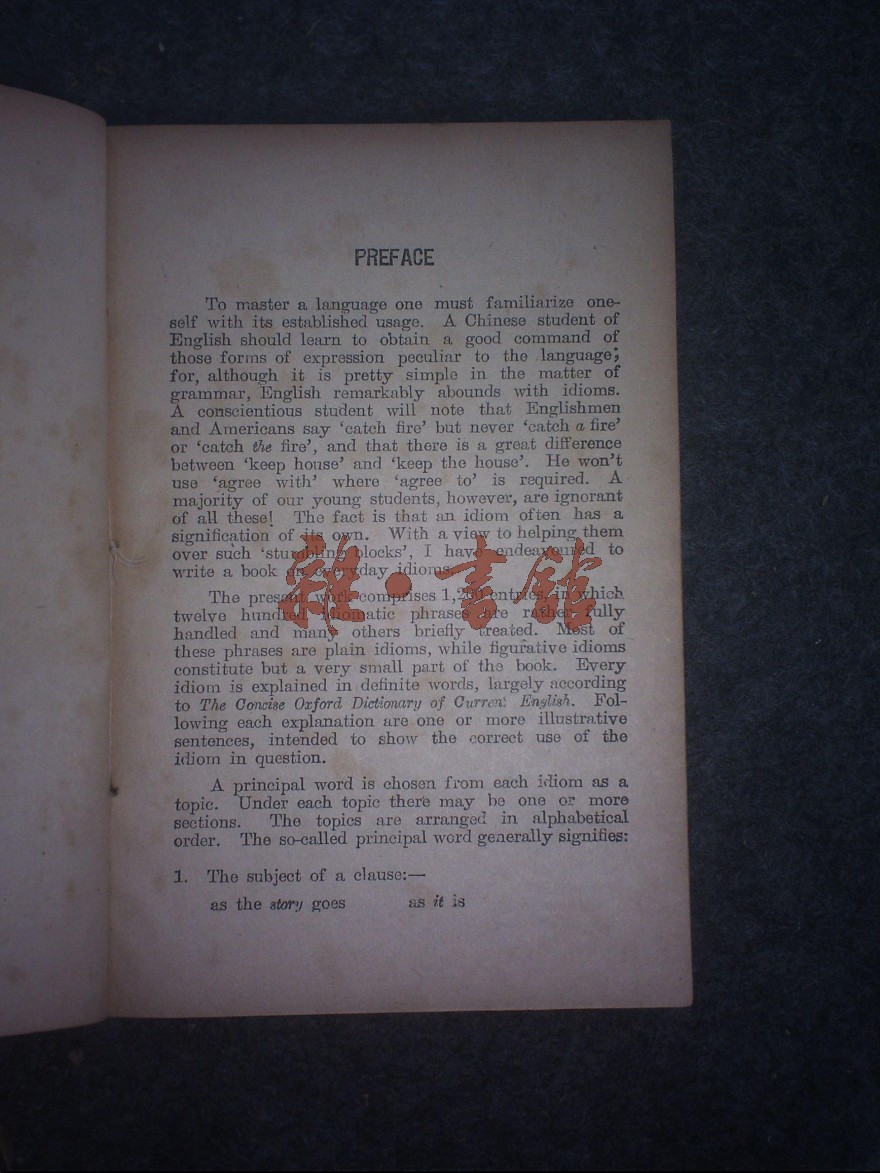 PREFACE
To master a language one must familiarize one-
self with its established usage. A Chinese student of
English should learn to obtain a good command of
those forms of expression peculiar to the language;
for, although it is pretty simple in the matter of
grammar, English remarkably abounds with idioms.
A conscientious student will note that Englishmen
and Americans say ‘catch fire’ but never ‘catch a fire’
or ‘catch the fire’, and that there is a great difference
between ‘keep house’ and ‘keep the house’. He won’t
use ‘agree with’ where ‘agree to’ is required. A
majority of our young students, however, are ignorant
of all these! The fact is that an idiom often has a
signification of its own. With a view to helping them
over such ‘stumbling blocks’, I have endeavoured to
write a book on everyday idioms.
The present work comprises 1,200 entries, in which
twelve hundred idiomatic phrases are rather fully
handled and many others briefly treated. Most of
these phrases are plain idioms, while figurative idioms
constitute but a very small part of the book. Every
idiom is explained in definite words, largely according
to The Concise Oxford Dictionary of Current English. Fol-
lowing each explanation are one or more illustrative
sentences, intended to show the correct use of the
idiom in question.
A principal word is chosen from each idiom as a
topic. Under each topic there may be one or more
sections. The topics are arranged in alphabetical
order. The so-called principal word generally signifies:
1. The subject of a clause:—
as the story goes as it is
雜·書館